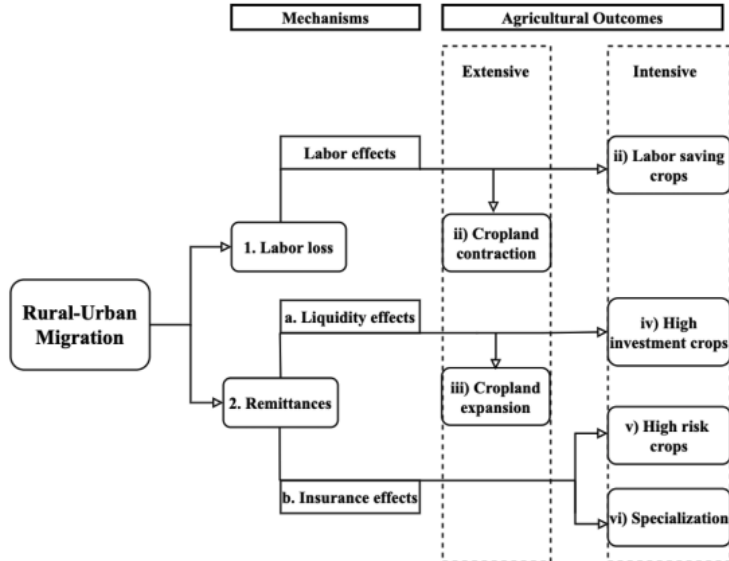 Mechanisms
Agricultural Outcomes
Extensive
Intensive
Labor effects
ii) Labor saving
crops
1. Labor loss
ii) Cropland
contraction
Rural-Urban
Migration
a. Liquidity effects
iv) High
investment crops
2. Remittances
iii) Cropland
expansion
v) High risk
crops
b. Insurance effects
vi) Specialization